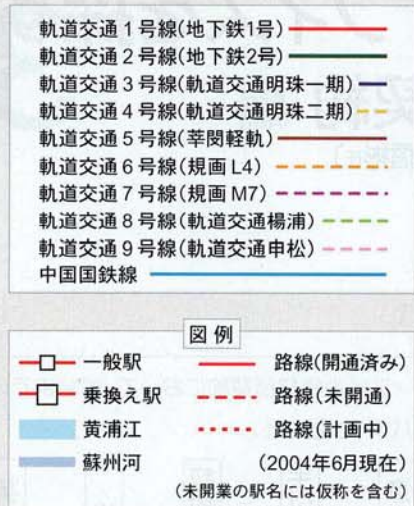 軌道交通1号線(地下鉄1号)
軌道交通2号線(地下鉄2号)
軌道交通3号線(軌道交通明珠一期)
軌道交通4号線(軌道交通明珠二期)
軌道交通5号線(莘閔軽軌)
軌道交通6号線(規画L4)
軌道交通7号線(規画M7)
軌道交通8号線(軌道交通楊浦)
軌道交通9号線(軌道交通申松)
中国国鉄線
図例
一般駅 路線(開通済み)
乗換え駅 路線(未開通)
黄浦江 路線(計画中)
蘇州河 (2004年6月現在)
(未開業の駅名には仮称を含む)